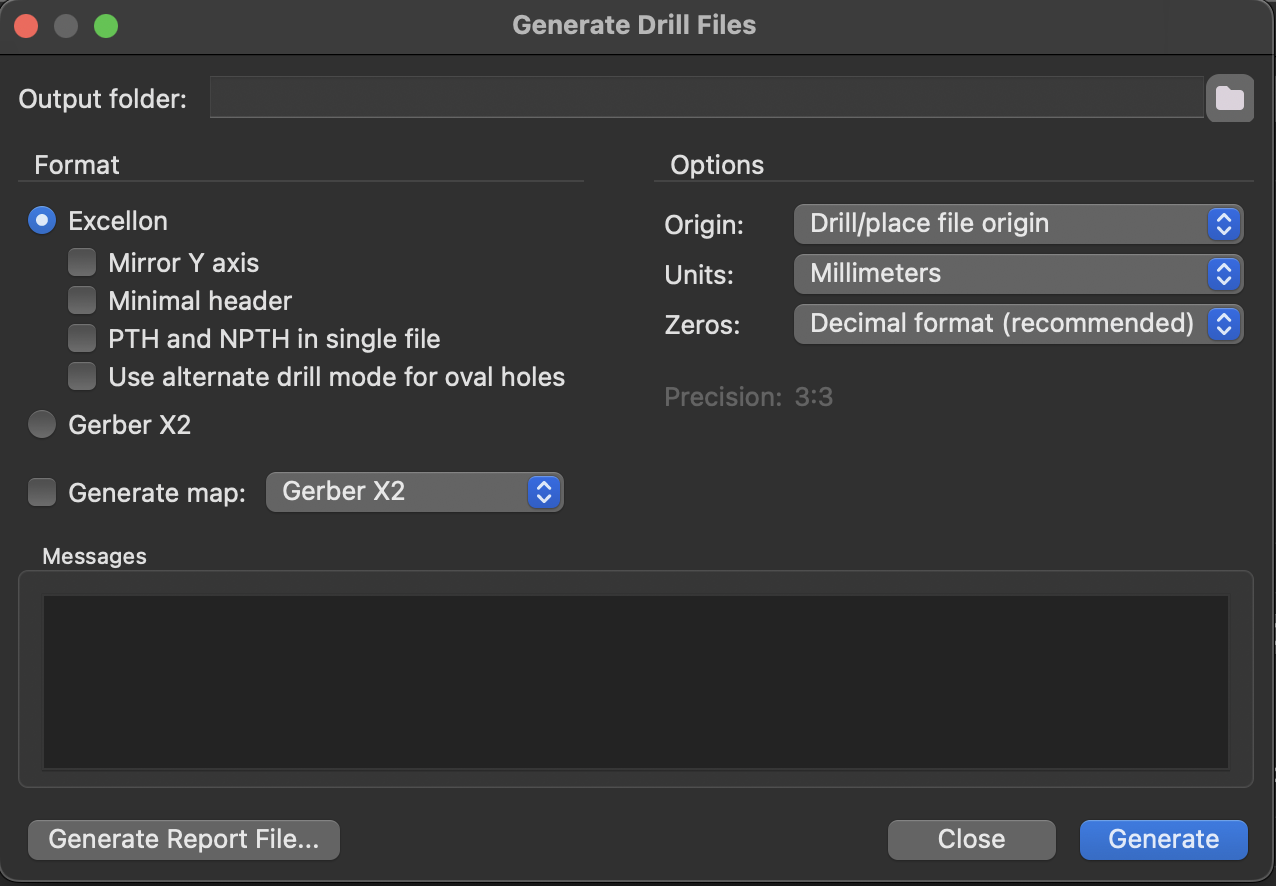 Generate Drill Files
Output folder:
Format
Excellon
Mirror Y axis
Minimal header
PTH and NPTH in single file
Use alternate drill mode for oval holes
Gerber X2
Generate map: Gerber X2
Options
Origin: Drill/place file origin
Units: Millimeters
Zeros: Decimal format (recommended)
Precision: 3:3
Messages
Generate Report File...
Close
Generate